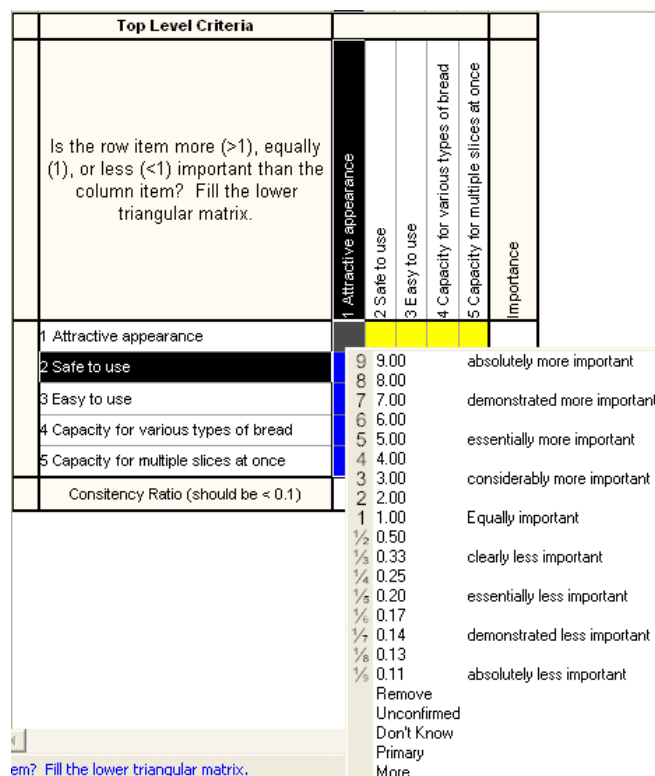 Top Level Criteria
Is the row item more (>1), equally
(1), or less (<1) important than the
column item? Fill the lower
triangular matrix.
1 Attractive appearance
2 Safe to use
3 Easy to use
4 Capacity for various types of bread
5 Capacity for multiple slices at once
Importance
1 Attractive appearance
2 Safe to use
3 Easy to use
4 Capacity for various types of bread
5 Capacity for multiple slices at once
Consitency Ratio (should be < 0.1)
9 9.00 absolutely more important
8 8.00
7 7.00 demonstrated more important
6 6.00
5 5.00 essentially more important
4 4.00
3 3.00 considerably more important
2 2.00
1 1.00 Equally important
½ 0.50
⅓ 0.33 clearly less important
¼ 0.25
⅕ 0.20 essentially less important
⅙ 0.17
⅐ 0.14 demonstrated less important
⅛ 0.13
⅑ 0.11 absolutely less important
Remove
Unconfirmed
Don't Know
Primary
More
em? Fill the lower triangular matrix.